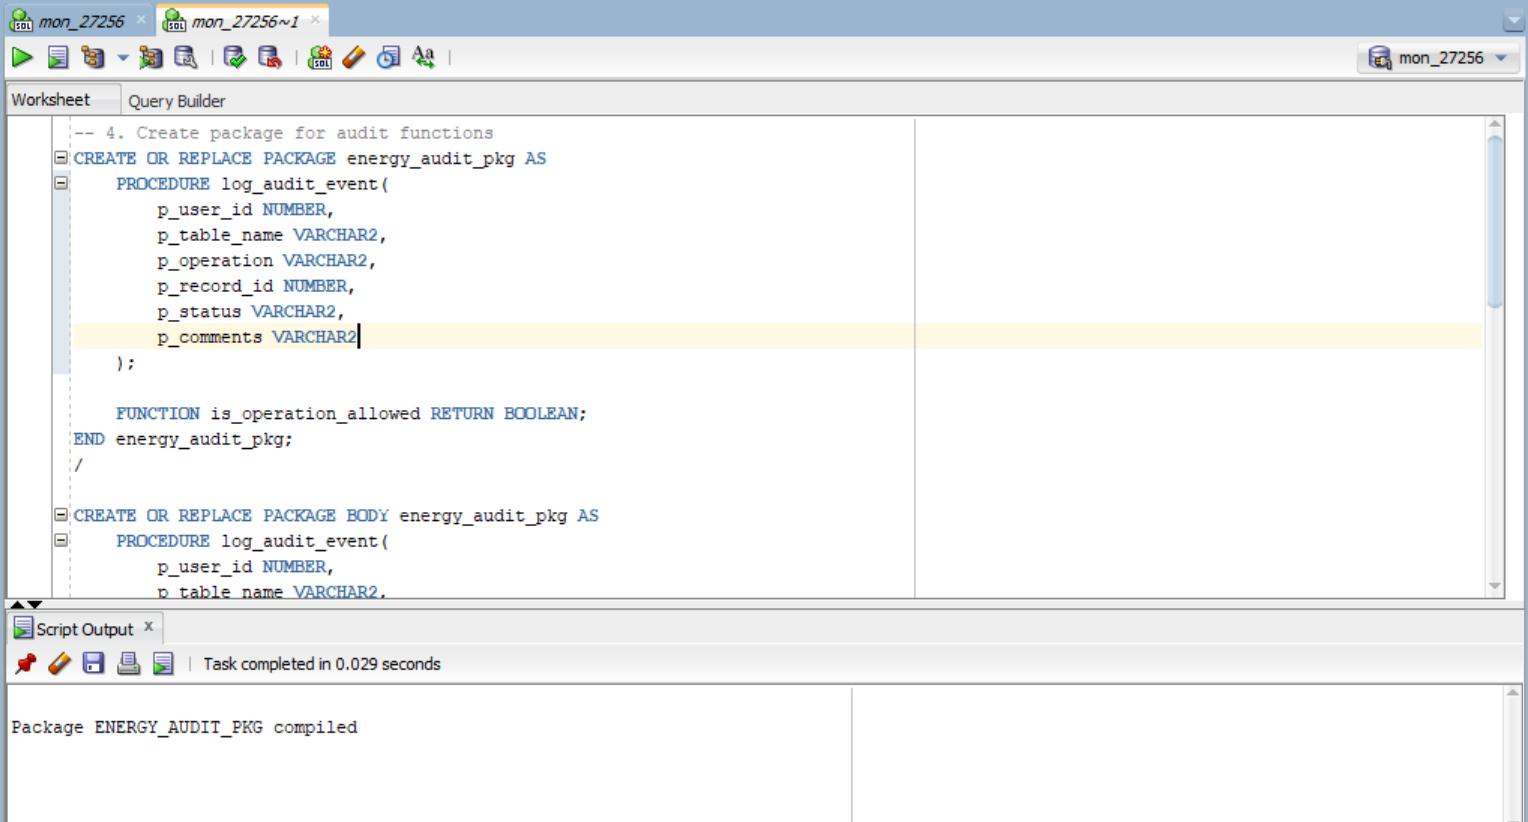 mon_27256 mon_27256~1
mon_27256
Worksheet Query Builder
-- 4. Create package for audit functions
CREATE OR REPLACE PACKAGE energy_audit_pkg AS
PROCEDURE log_audit_event(
p_user_id NUMBER,
p_table_name VARCHAR2,
p_operation VARCHAR2,
p_record_id NUMBER,
p_status VARCHAR2,
p_comments VARCHAR2
);
FUNCTION is_operation_allowed RETURN BOOLEAN;
END energy_audit_pkg;
/
CREATE OR REPLACE PACKAGE BODY energy_audit_pkg AS
PROCEDURE log_audit_event(
p_user_id NUMBER,
p_table_name VARCHAR2,
Script Output
Task completed in 0.029 seconds
Package ENERGY_AUDIT_PKG compiled